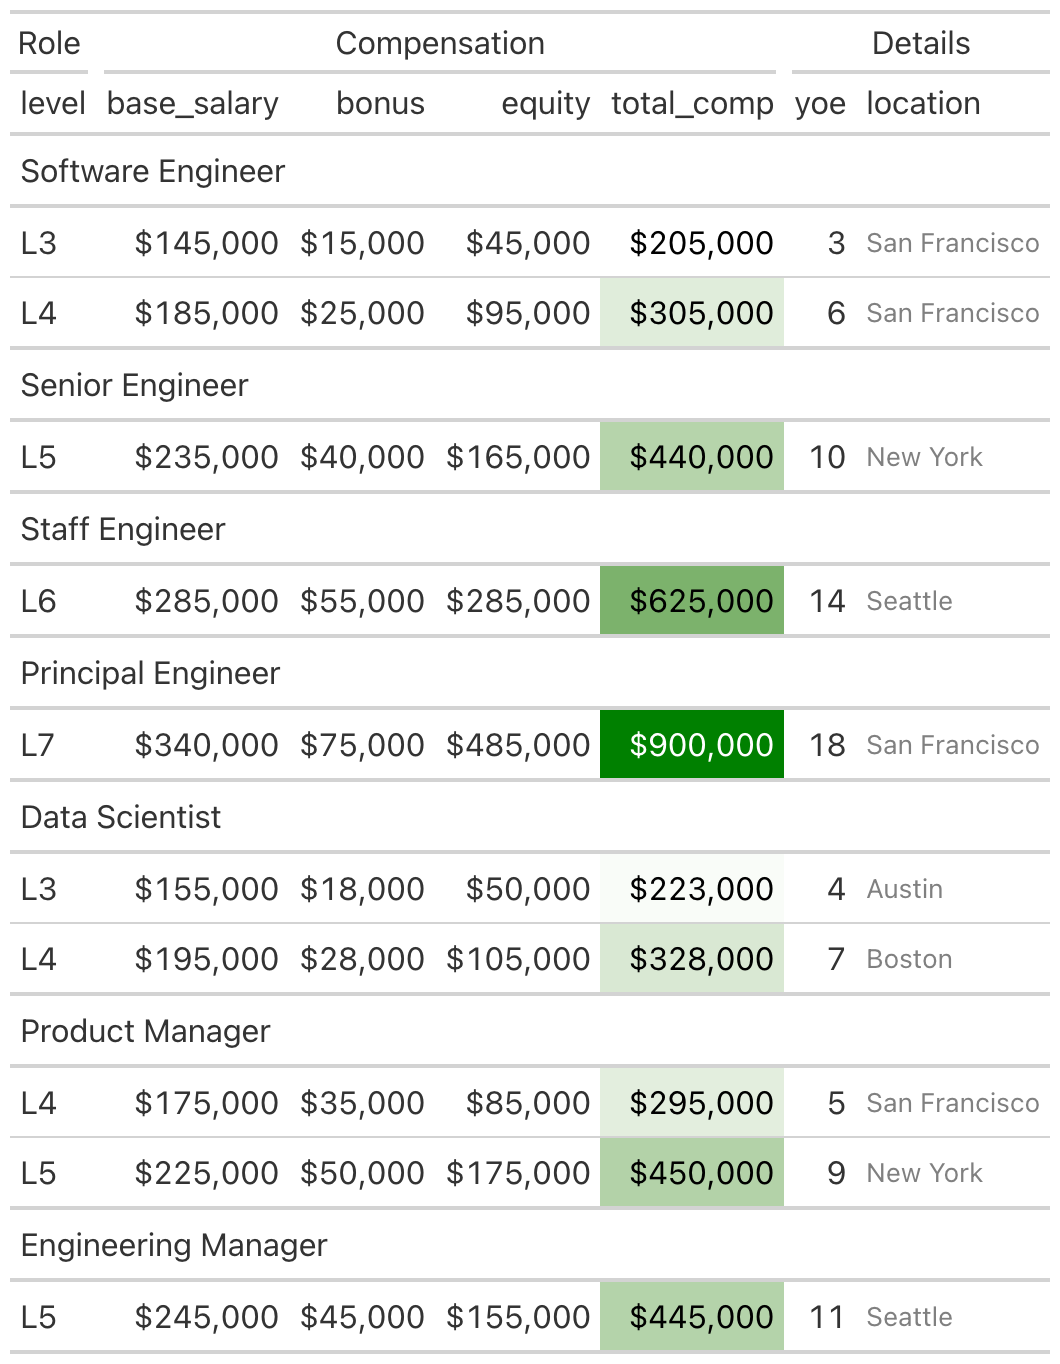 Role Compensation Details
level base_salary bonus equity total_comp yoe location
Software Engineer
L3 $145,000 $15,000 $45,000 $205,000 3 San Francisco
L4 $185,000 $25,000 $95,000 $305,000 6 San Francisco
Senior Engineer
L5 $235,000 $40,000 $165,000 $440,000 10 New York
Staff Engineer
L6 $285,000 $55,000 $285,000 $625,000 14 Seattle
Principal Engineer
L7 $340,000 $75,000 $485,000 $900,000 18 San Francisco
Data Scientist
L3 $155,000 $18,000 $50,000 $223,000 4 Austin
L4 $195,000 $28,000 $105,000 $328,000 7 Boston
Product Manager
L4 $175,000 $35,000 $85,000 $295,000 5 San Francisco
L5 $225,000 $50,000 $175,000 $450,000 9 New York
Engineering Manager
L5 $245,000 $45,000 $155,000 $445,000 11 Seattle